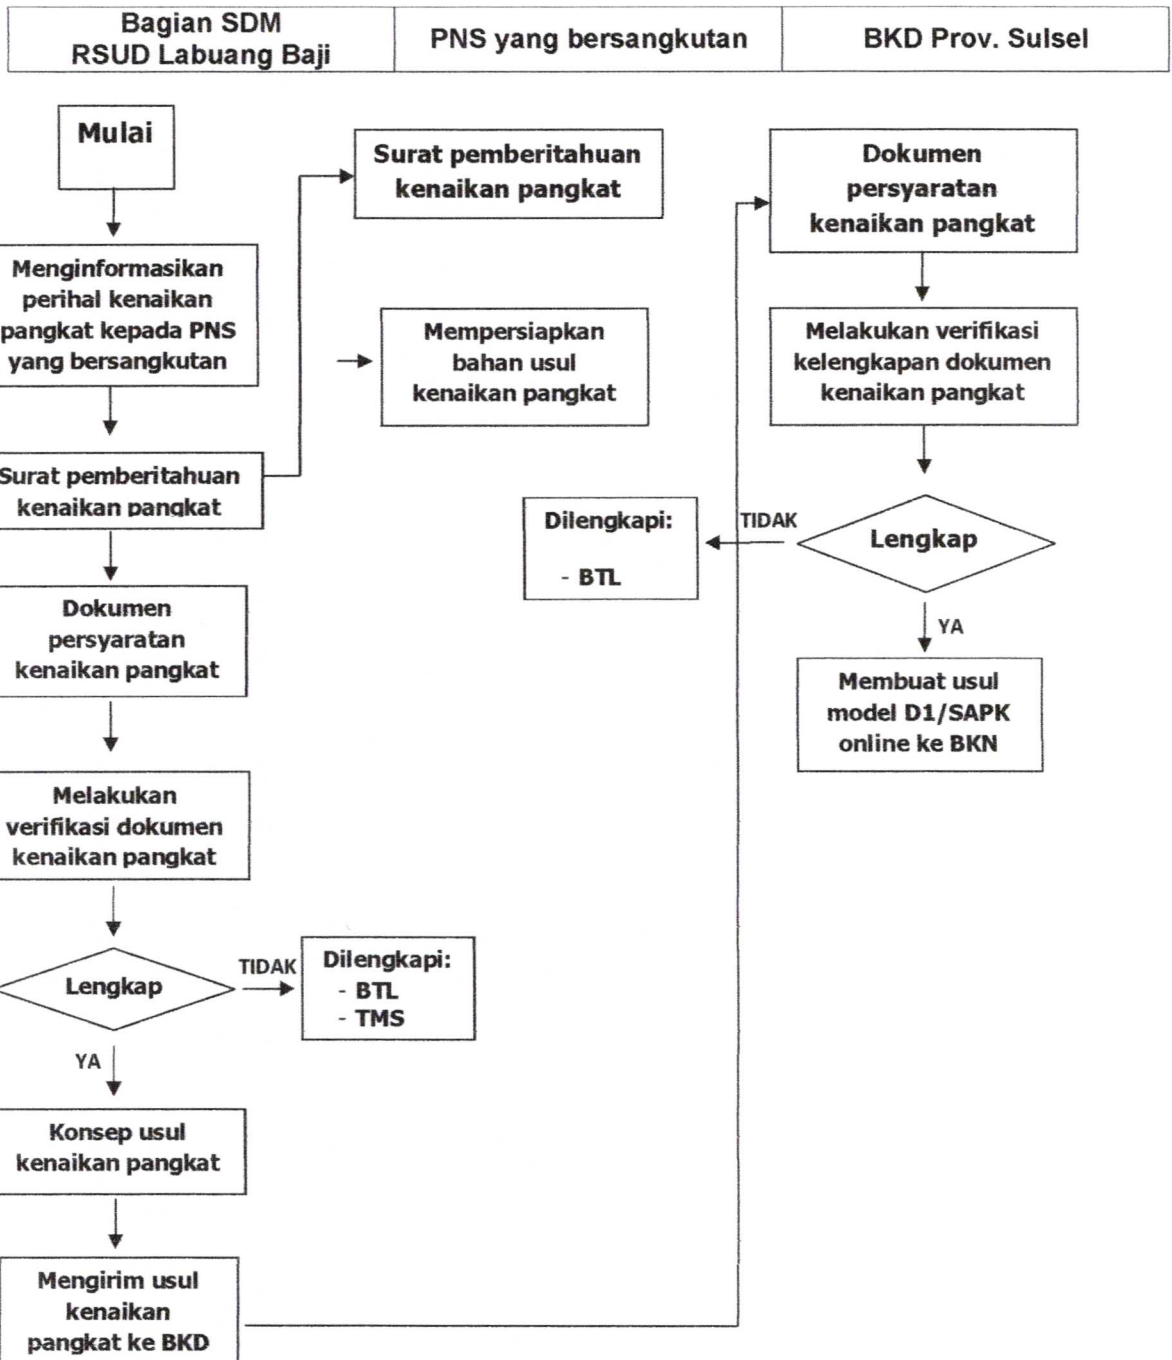 Bagian SDM
RSUD Labuang Baji
PNS yang bersangkutan
BKD Prov. Sulsel
Mulai
Menginformasikan
perihal kenaikan
pangkat kepada PNS
yang bersangkutan
Surat pemberitahuan
kenaikan pangkat
Dokumen
persyaratan
kenaikan pangkat
Melakukan
verifikasi dokumen
kenaikan pangkat
Lengkap
TIDAK
Dilengkapi:
- BTL
- TMS
YA
Konsep usul
kenaikan pangkat
Mengirim usul
kenaikan
pangkat ke BKD
Surat pemberitahuan
kenaikan pangkat
Mempersiapkan
bahan usul
kenaikan pangkat
Dokumen
persyaratan
kenaikan pangkat
Melakukan verifikasi
kelengkapan dokumen
kenaikan pangkat
Lengkap
TIDAK
Dilengkapi:
- BTL
YA
Membuat usul
model D1/SAPK
online ke BKN